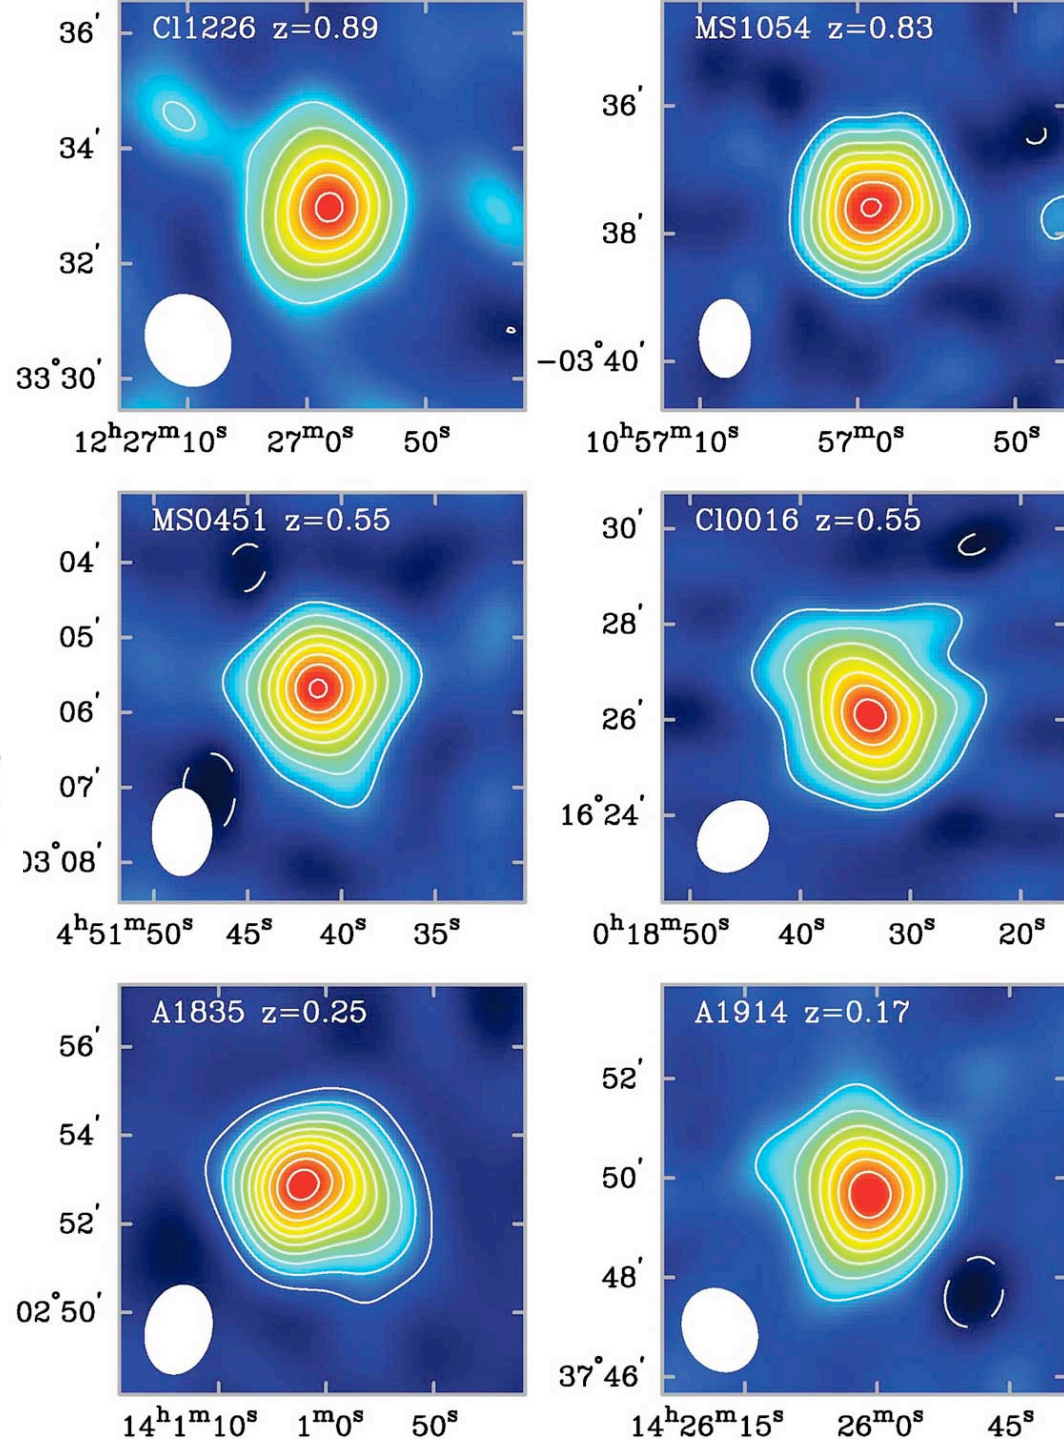 Cl1226 z=0.89
36′
34′
32′
33°30′
12ʰ27ᵐ10ˢ 27ᵐ0ˢ 50ˢ
MS1054 z=0.83
36′
38′
−03°40′
10ʰ57ᵐ10ˢ 57ᵐ0ˢ 50ˢ
MS0451 z=0.55
04′
05′
06′
07′
03°08′
4ʰ51ᵐ50ˢ 45ˢ 40ˢ 35ˢ
Cl0016 z=0.55
30′
28′
26′
16°24′
0ʰ18ᵐ50ˢ 40ˢ 30ˢ 20ˢ
A1835 z=0.25
56′
54′
52′
02°50′
14ʰ1ᵐ10ˢ 1ᵐ0ˢ 50ˢ
A1914 z=0.17
52′
50′
48′
37°46′
14ʰ26ᵐ15ˢ 26ᵐ0ˢ 45ˢ